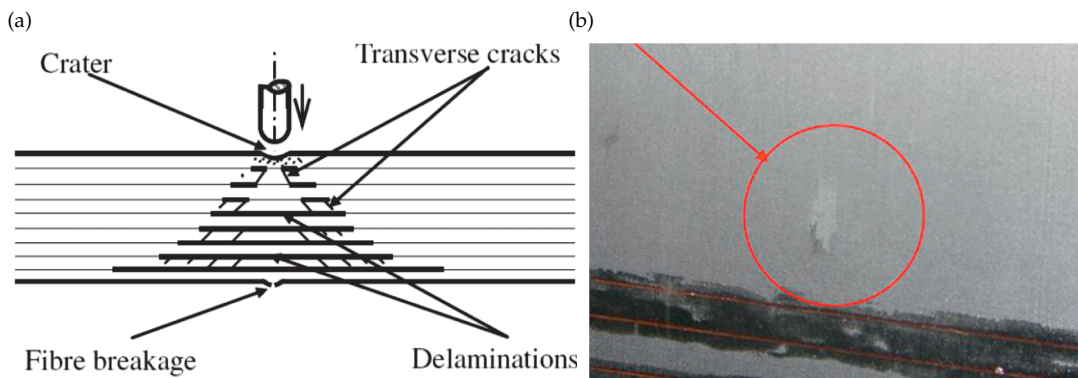 (a)
(b)
Crater
Transverse cracks
Fibre breakage
Delaminations